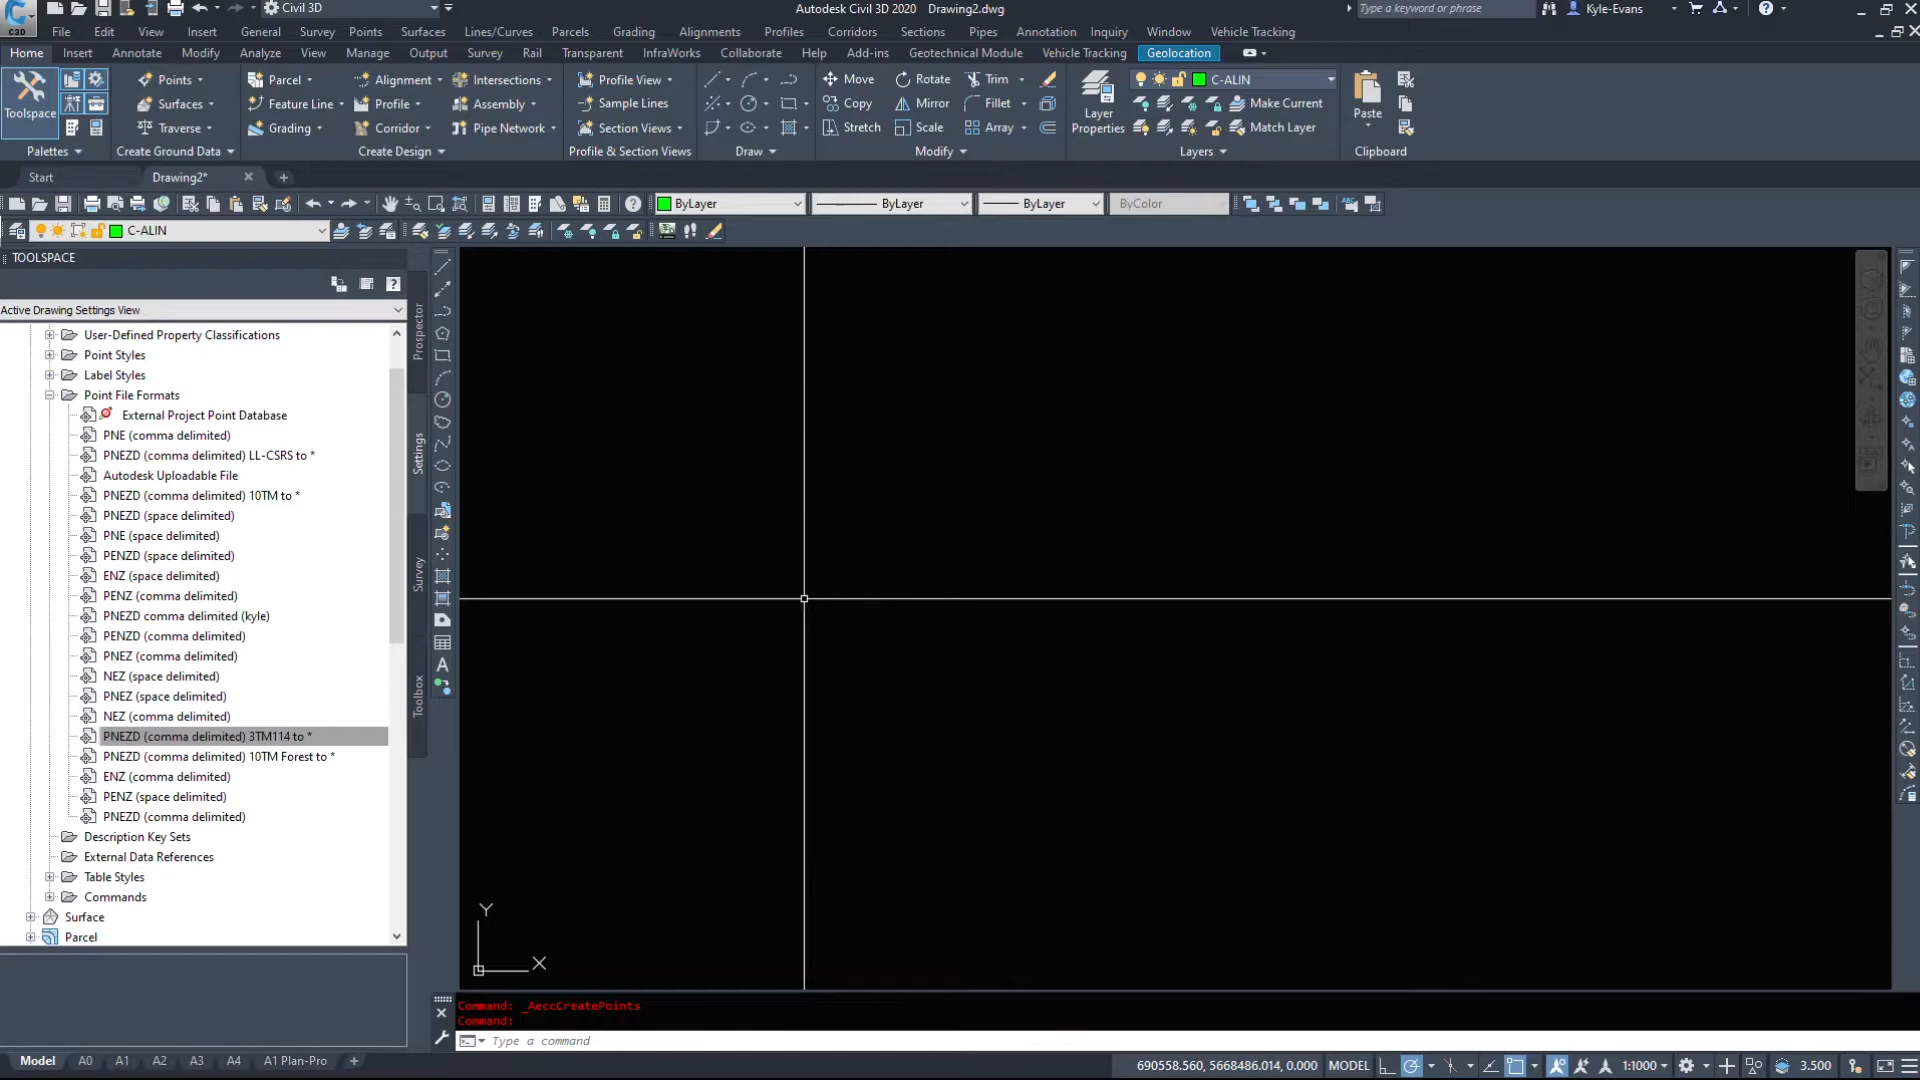 Civil 3D
Autodesk Civil 3D 2020 Drawing2.dwg
Type a keyword or phrase
Kyle-Evans
C3D
File Edit View Insert General Survey Points Surfaces Lines/Curves Parcels Grading Alignments Profiles Corridors Sections Pipes Annotation Inquiry Window Vehicle Tracking
Home Insert Annotate Modify Analyze View Manage Output Survey Rail Transparent InfraWorks Collaborate Help Add-ins Geotechnical Module Vehicle Tracking Geolocation
Points Parcel Alignment Intersections Profile View Move Rotate Trim C-ALIN
Toolspace Surfaces Feature Line Profile Assembly Sample Lines Copy Mirror Fillet Layer Properties Make Current Paste
Traverse Grading Corridor Pipe Network Section Views Stretch Scale Array Match Layer
Palettes Create Ground Data Create Design Profile & Section Views Draw Modify Layers Clipboard
Start Drawing2*
ByLayer ByLayer ByLayer ByColor
C-ALIN
TOOLSPACE
Active Drawing Settings View
User-Defined Property Classifications
Point Styles
Label Styles
Point File Formats
External Project Point Database
PNE (comma delimited)
PNEZD (comma delimited) LL-CSRS to *
Autodesk Uploadable File
PNEZD (comma delimited) 10TM to *
PNEZD (space delimited)
PNE (space delimited)
PENZD (space delimited)
ENZ (space delimited)
PENZ (comma delimited)
PNEZD comma delimited (kyle)
PENZD (comma delimited)
PNEZ (comma delimited)
NEZ (space delimited)
PNEZ (space delimited)
NEZ (comma delimited)
PNEZD (comma delimited) 3TM114 to *
PNEZD (comma delimited) 10TM Forest to *
ENZ (comma delimited)
PENZ (space delimited)
PNEZD (comma delimited)
Description Key Sets
External Data References
Table Styles
Commands
Surface
Parcel
Prospector
Settings
Survey
Toolbox
Y
X
Command: _AeccCreatePoints
Command:
Type a command
Model A0 A1 A2 A3 A4 A1 Plan-Pro
690558.560, 5668486.014, 0.000 MODEL 1:1000 3.500